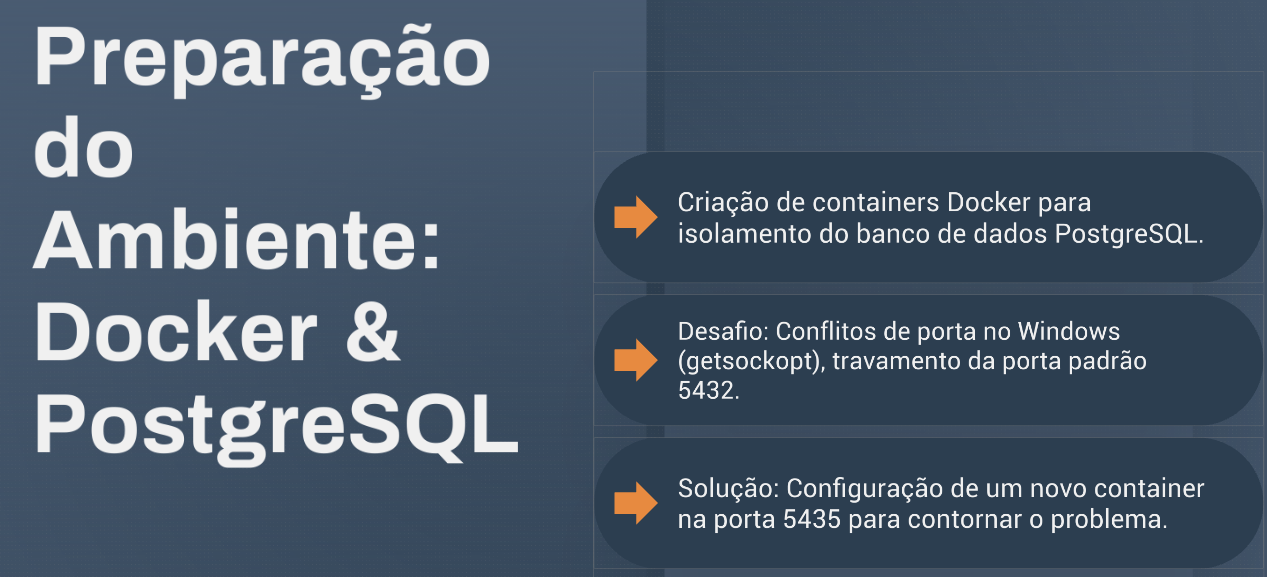 Preparação
do
Ambiente:
Docker &
PostgreSQL
Criação de containers Docker para
isolamento do banco de dados PostgreSQL.
Desafio: Conflitos de porta no Windows
(getsockopt), travamento da porta padrão
5432.
Solução: Configuração de um novo container
na porta 5435 para contornar o problema.